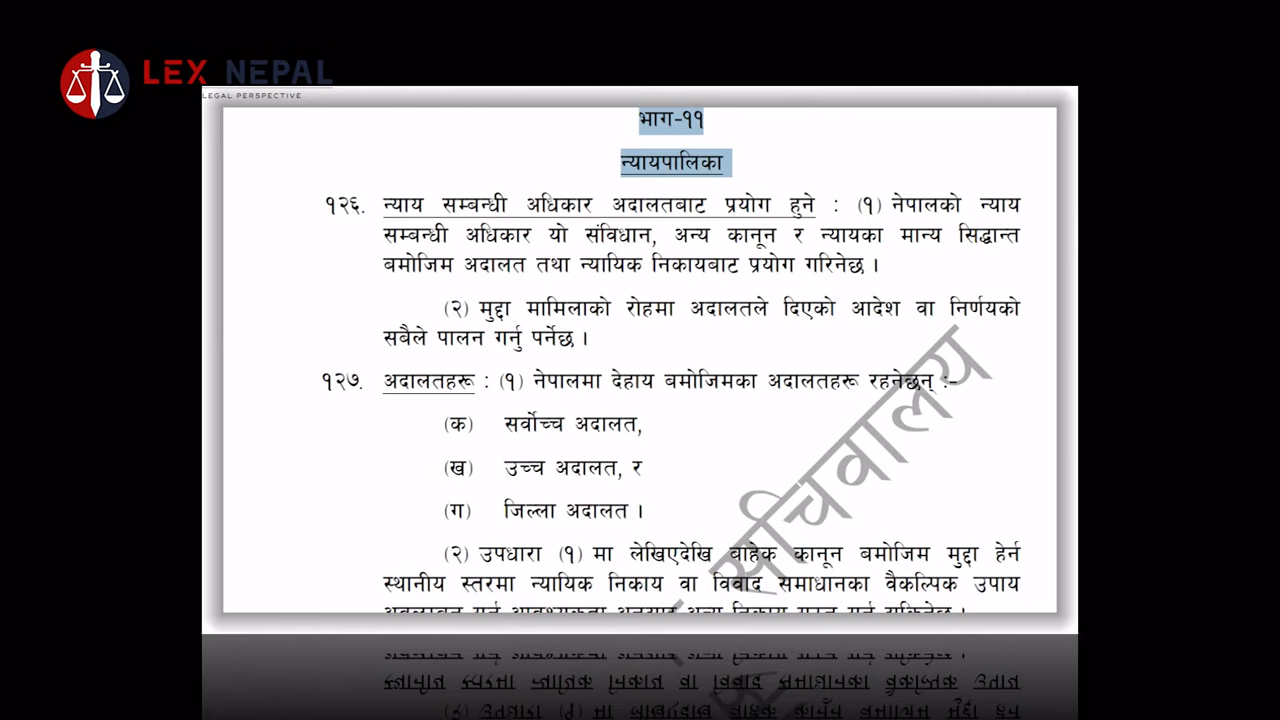 LEX NEPAL
LEGAL PERSPECTIVE
भाग-११
न्यायपालिका
१२६. न्याय सम्बन्धी अधिकार अदालतबाट प्रयोग हुने : (१) नेपालको न्याय
सम्बन्धी अधिकार यो संविधान, अन्य कानून र न्यायका मान्य सिद्धान्त
बमोजिम अदालत तथा न्यायिक निकायबाट प्रयोग गरिनेछ ।
(२) मुद्दा मामिलाको रोहमा अदालतले दिएको आदेश वा निर्णयको
सबैले पालन गर्नु पर्नेछ ।
१२७. अदालतहरू : (१) नेपालमा देहाय बमोजिमका अदालतहरू रहनेछन् :–
(क) सर्वोच्च अदालत,
(ख) उच्च अदालत, र
(ग) जिल्ला अदालत ।
(२) उपधारा (१) मा लेखिएदेखि बाहेक कानून बमोजिम मुद्दा हेर्न
स्थानीय स्तरमा न्यायिक निकाय वा विवाद समाधानका वैकल्पिक उपाय
सचिवालय